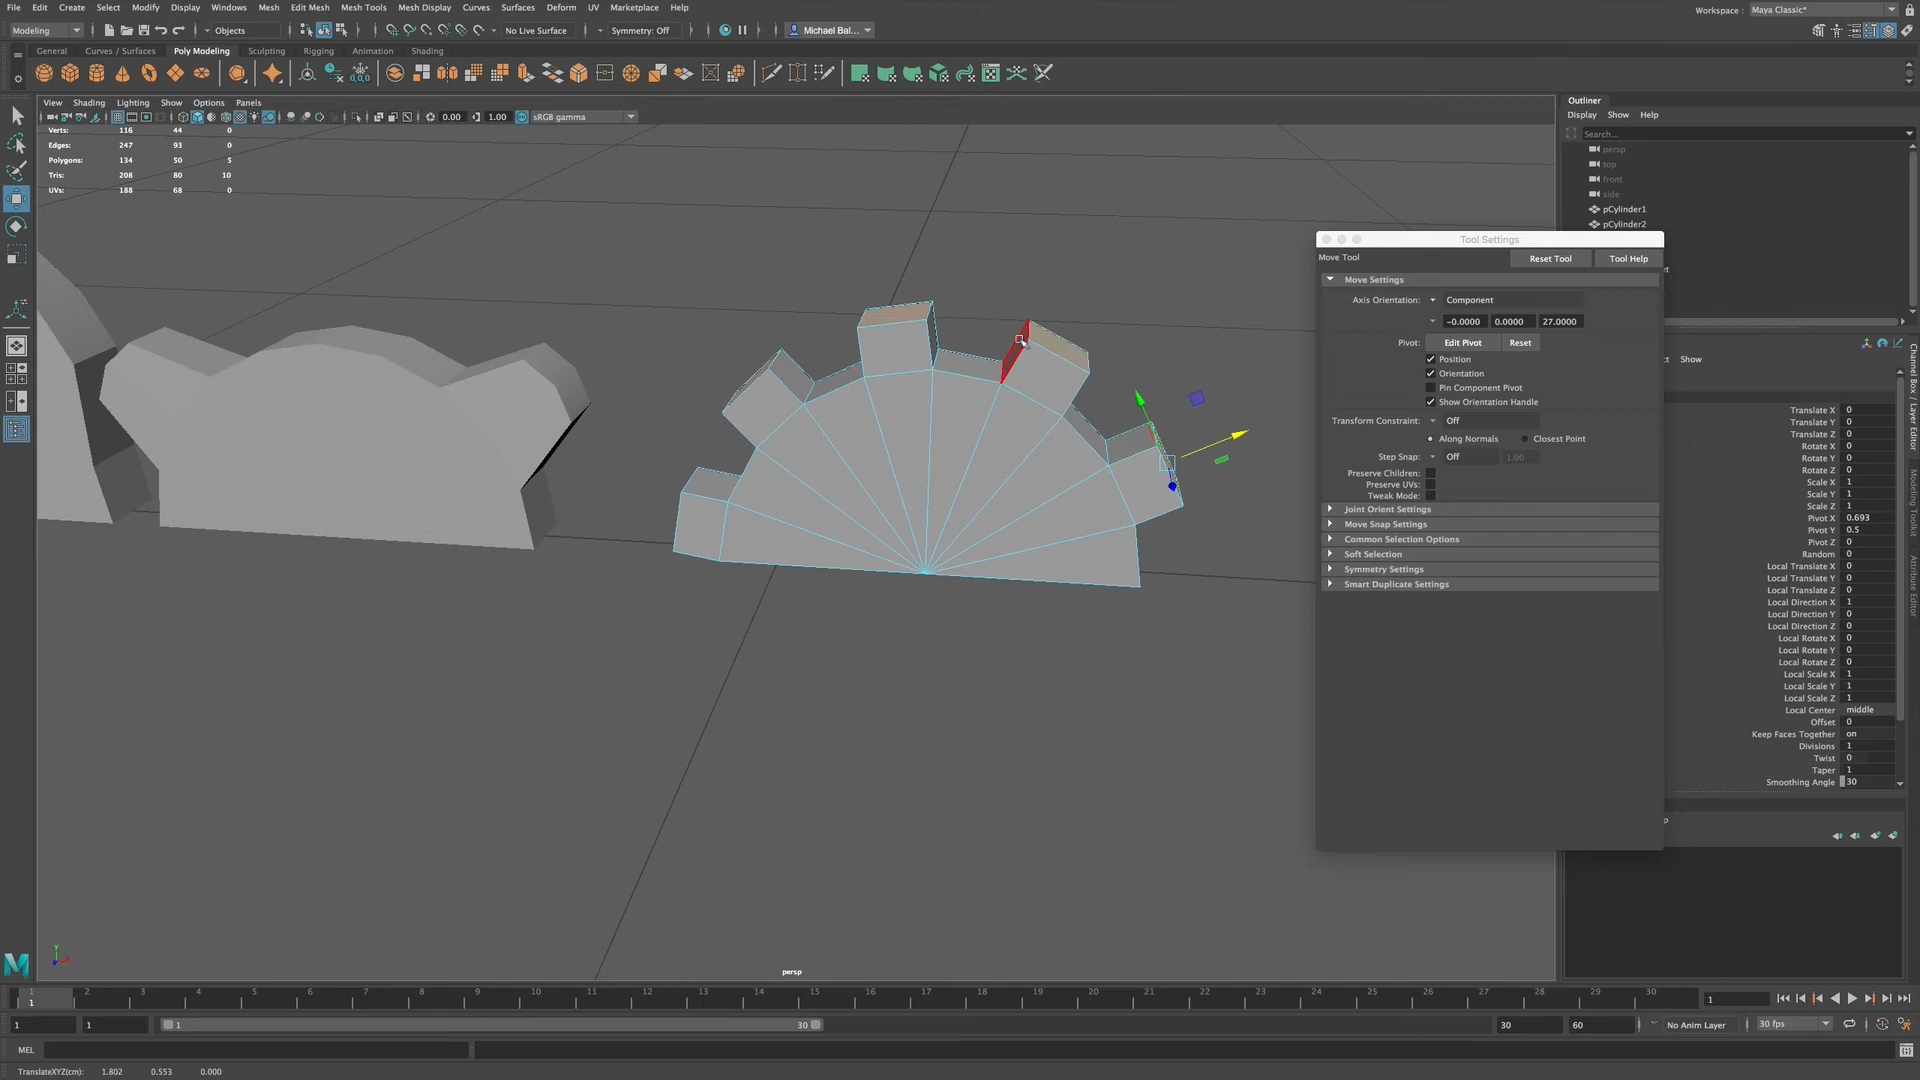 File Edit Create Select Modify Display Windows Mesh Edit Mesh Mesh Tools Mesh Display Curves Surfaces Deform UV Marketplace Help
Workspace : Maya Classic*
Modeling Objects No Live Surface Symmetry: Off Michael Bal...
General Curves / Surfaces Poly Modeling Sculpting Rigging Animation Shading
View Shading Lighting Show Options Panels
0.00 1.00 sRGB gamma
Verts: 116 44 0
Edges: 247 93 0
Polygons: 134 50 5
Tris: 208 80 10
UVs: 188 68 0
persp
Outliner
Display Show Help
Search...
persp
top
front
side
pCylinder1
pCylinder2
Tool Settings
Move Tool Reset Tool Tool Help
Move Settings
Axis Orientation: Component
-0.0000 0.0000 27.0000
Pivot: Edit Pivot Reset
Position
Orientation
Pin Component Pivot
Show Orientation Handle
Transform Constraint: Off
Along Normals Closest Point
Step Snap: Off 1.00
Preserve Children:
Preserve UVs:
Tweak Mode:
Joint Orient Settings
Move Snap Settings
Common Selection Options
Soft Selection
Symmetry Settings
Smart Duplicate Settings
Show
Translate X 0
Translate Y 0
Translate Z 0
Rotate X 0
Rotate Y 0
Rotate Z 0
Scale X 1
Scale Y 1
Scale Z 1
Pivot X 0.693
Pivot Y 0.5
Pivot Z 0
Random 0
Local Translate X 0
Local Translate Y 0
Local Translate Z 0
Local Direction X 1
Local Direction Y 0
Local Direction Z 0
Local Rotate X 0
Local Rotate Y 0
Local Rotate Z 0
Local Scale X 1
Local Scale Y 1
Local Scale Z 1
Local Center middle
Offset 0
Keep Faces Together on
Divisions 1
Twist 0
Taper 1
Smoothing Angle 30
Channel Box / Layer Editor
Modeling Toolkit
Attribute Editor
1 2 3 4 5 6 7 8 9 10 11 12 13 14 15 16 17 18 19 20 21 22 23 24 25 26 27 28 29 30
1 1
1 1 1 30 30 60 No Anim Layer 30 fps
MEL
TranslateXYZ(cm): 1.802 0.553 0.000